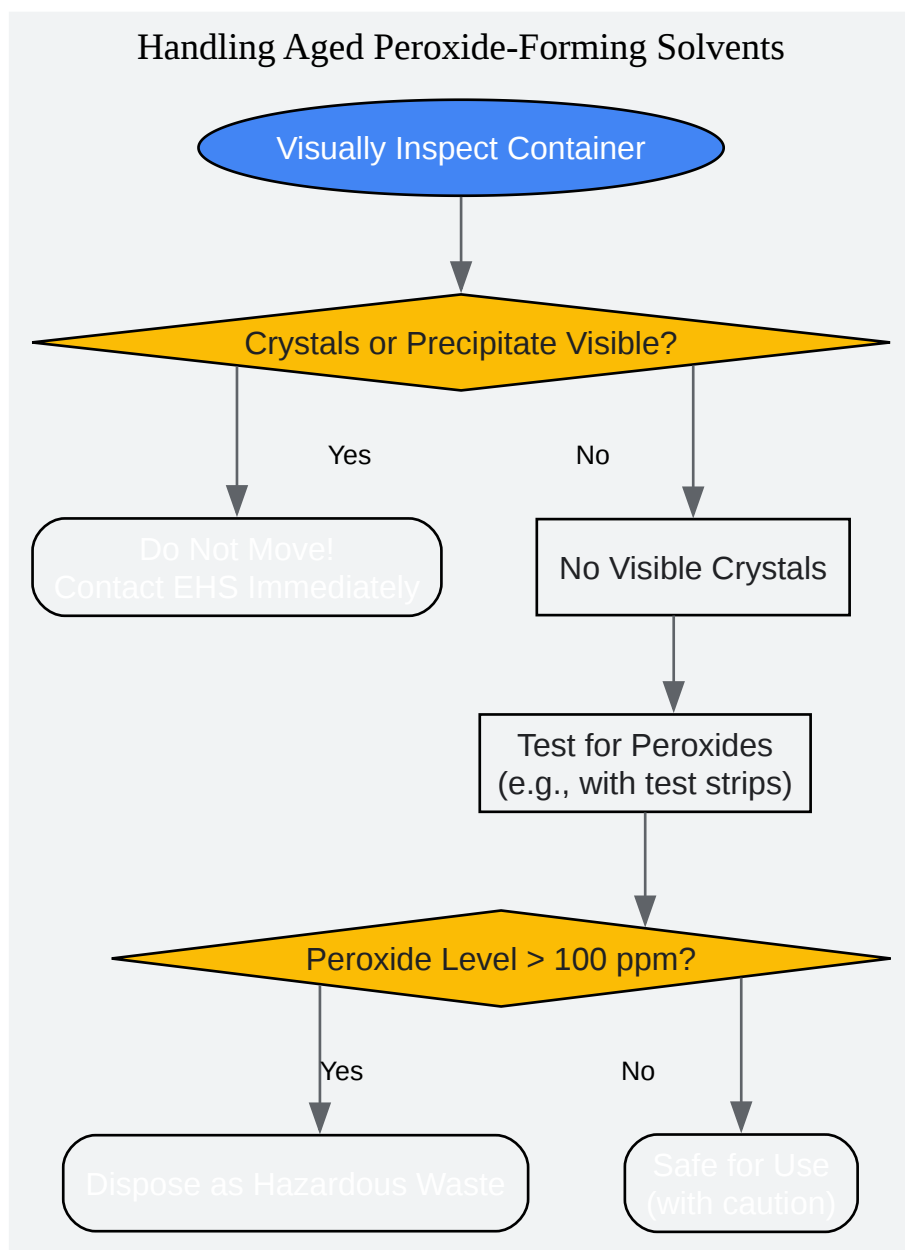 Handling Aged Peroxide-Forming Solvents
Visually Inspect Container
Crystals or Precipitate Visible?
Yes
No
Do Not Move!
Contact EHS Immediately
No Visible Crystals
Test for Peroxides
(e.g., with test strips)
Peroxide Level > 100 ppm?
Yes
No
Dispose as Hazardous Waste
Safe for Use
(with caution)